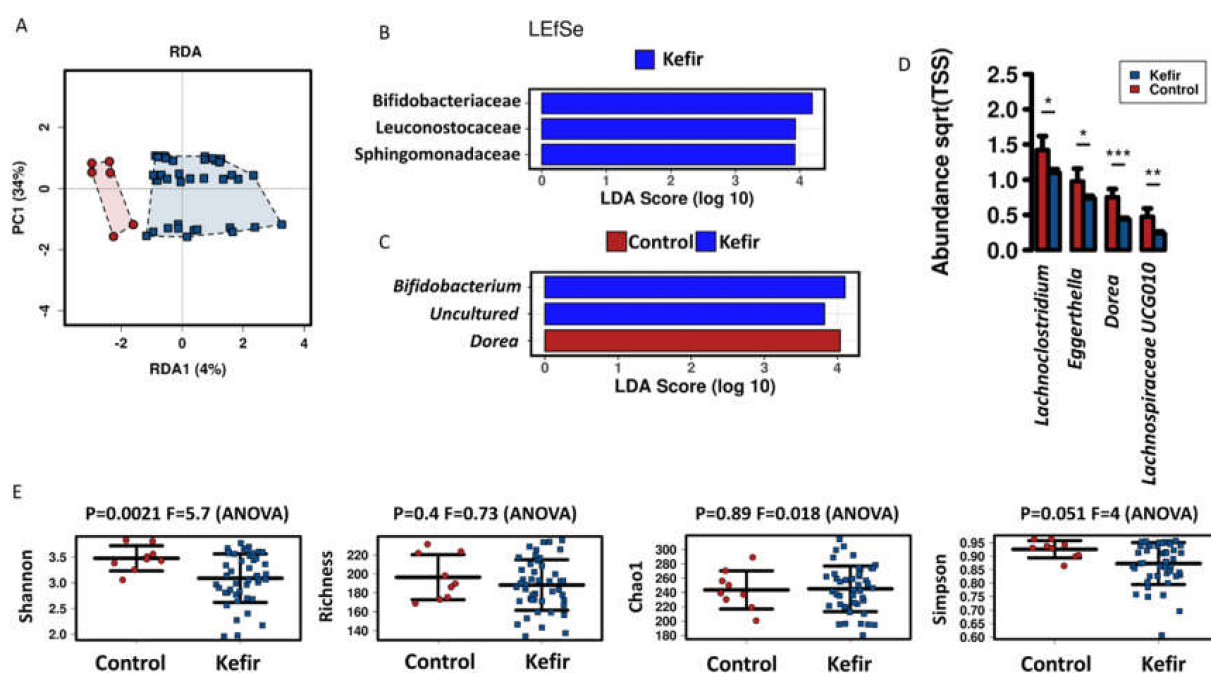 A
RDA
PC1 (34%)
2
0
-2
-4
-2
0
2
4
RDA1 (4%)
B
LEfSe
Kefir
Bifidobacteriaceae
Leuconostocaceae
Sphingomonadaceae
0 1 2 3 4
LDA Score (log 10)
C
Control Kefir
Bifidobacterium
Uncultured
Dorea
0 1 2 3 4
LDA Score (log 10)
D
Abundance sqrt(TSS)
2.5
2.0
1.5
1.0
0.5
0.0
Kefir
Control
*
*
***
**
Lachnoclostridium
Eggerthella
Dorea
Lachnospiraceae UCG010
E
P=0.0021 F=5.7 (ANOVA)
Shannon
3.5
3.0
2.5
2.0
Control Kefir
P=0.4 F=0.73 (ANOVA)
Richness
220
200
180
160
140
Control Kefir
P=0.89 F=0.018 (ANOVA)
Chao1
300
280
260
240
220
200
180
Control Kefir
P=0.051 F=4 (ANOVA)
Simpson
0.95
0.90
0.85
0.80
0.75
0.70
0.65
0.60
Control Kefir